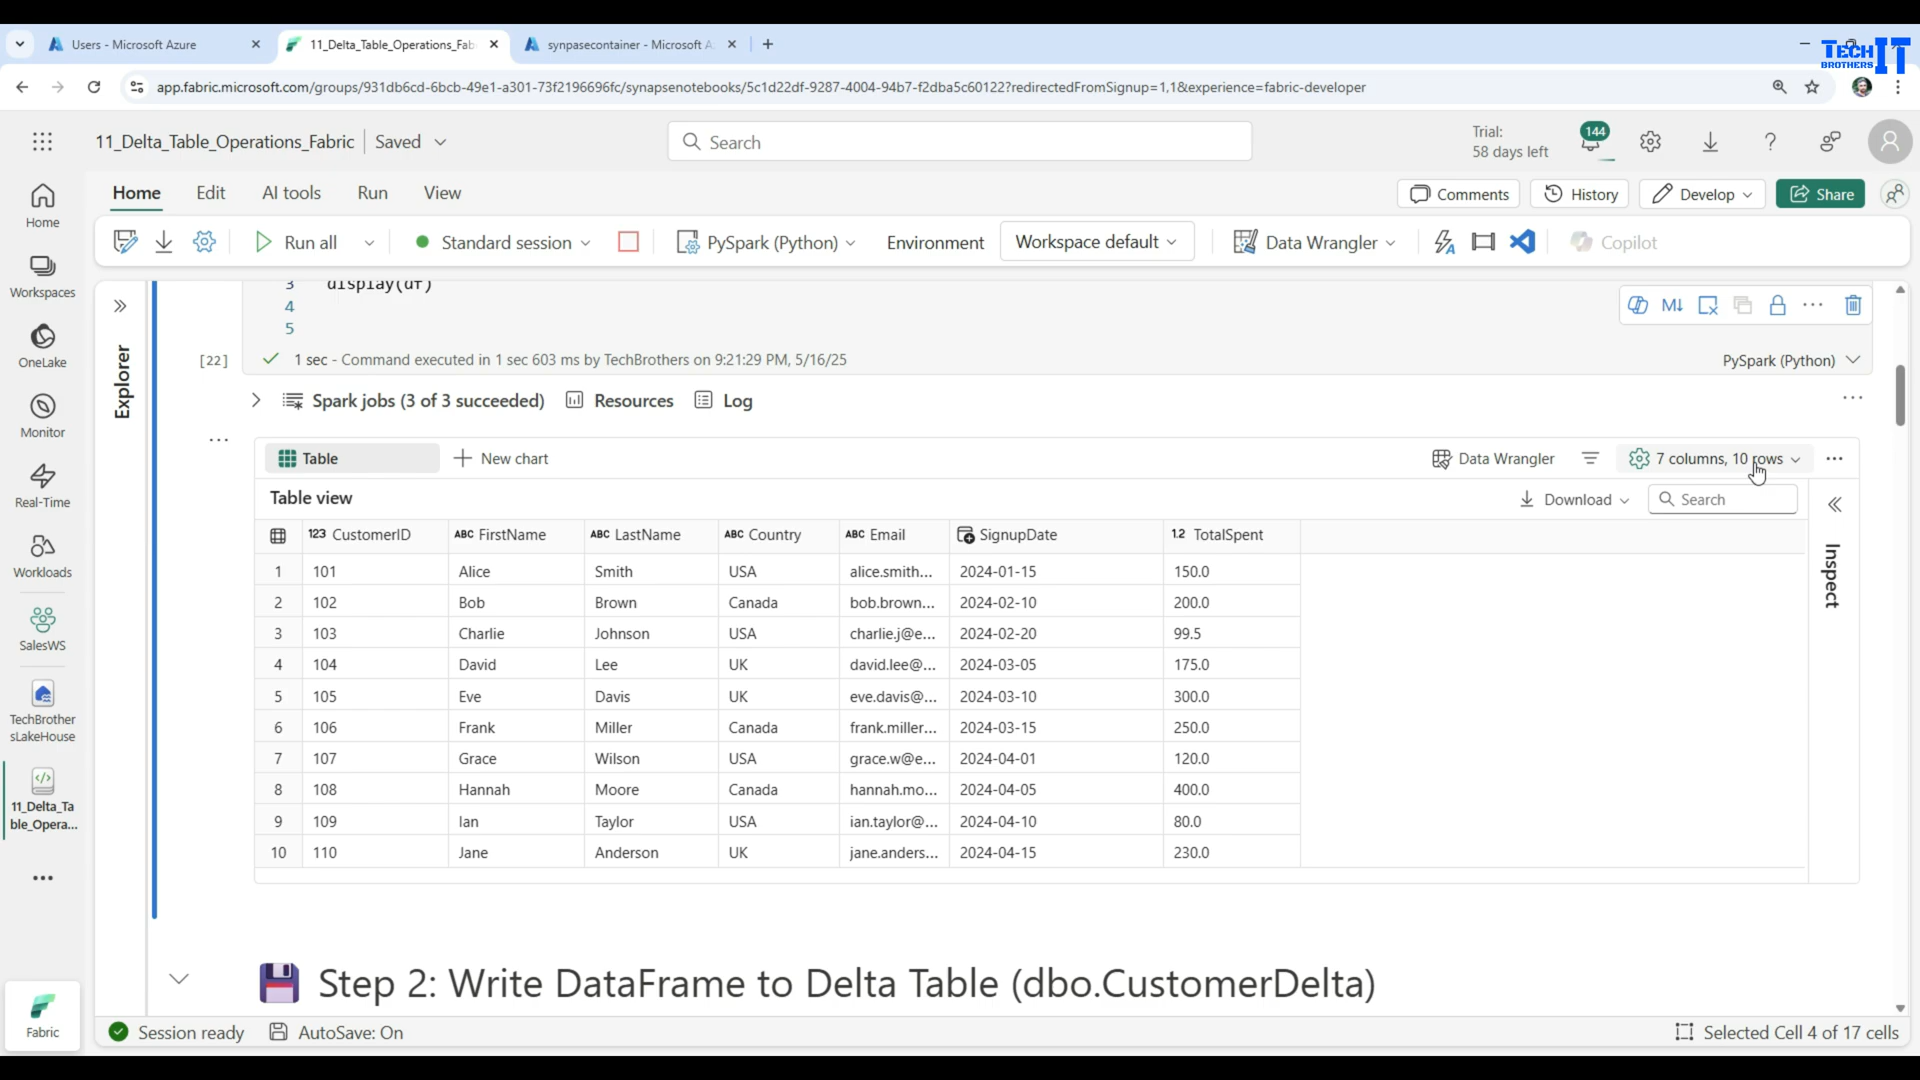 Users - Microsoft Azure
11_Delta_Table_Operations_Fab
synpasecontainer - Microsoft A
TECH BROTHERS IT
app.fabric.microsoft.com/groups/931db6cd-6bcb-49e1-a301-73f2196696fc/synapsenotebooks/5c1d22df-9287-4004-94b7-f2dba5c60122?redirectedFromSignup=1,1&experience=fabric-developer
11_Delta_Table_Operations_Fabric Saved
Search
Trial:
58 days left
144
Home Edit AI tools Run View
Comments History Develop Share
Run all Standard session PySpark (Python) Environment Workspace default Data Wrangler Copilot
Home
Workspaces
OneLake
Monitor
Real-Time
Workloads
SalesWS
TechBrother
sLakeHouse
11_Delta_Ta
ble_Opera...
Fabric
Explorer
3 display(df)
4
5
[22] 1 sec - Command executed in 1 sec 603 ms by TechBrothers on 9:21:29 PM, 5/16/25 PySpark (Python)
Spark jobs (3 of 3 succeeded) Resources Log
Table New chart Data Wrangler 7 columns, 10 rows
Table view Download Search
Inspect
123 CustomerID ABC FirstName ABC LastName ABC Country ABC Email SignupDate 1.2 TotalSpent
1 101 Alice Smith USA alice.smith... 2024-01-15 150.0
2 102 Bob Brown Canada bob.brown... 2024-02-10 200.0
3 103 Charlie Johnson USA charlie.j@e... 2024-02-20 99.5
4 104 David Lee UK david.lee@... 2024-03-05 175.0
5 105 Eve Davis UK eve.davis@... 2024-03-10 300.0
6 106 Frank Miller Canada frank.miller... 2024-03-15 250.0
7 107 Grace Wilson USA grace.w@e... 2024-04-01 120.0
8 108 Hannah Moore Canada hannah.mo... 2024-04-05 400.0
9 109 Ian Taylor USA ian.taylor@... 2024-04-10 80.0
10 110 Jane Anderson UK jane.anders... 2024-04-15 230.0
Step 2: Write DataFrame to Delta Table (dbo.CustomerDelta)
Session ready AutoSave: On Selected Cell 4 of 17 cells